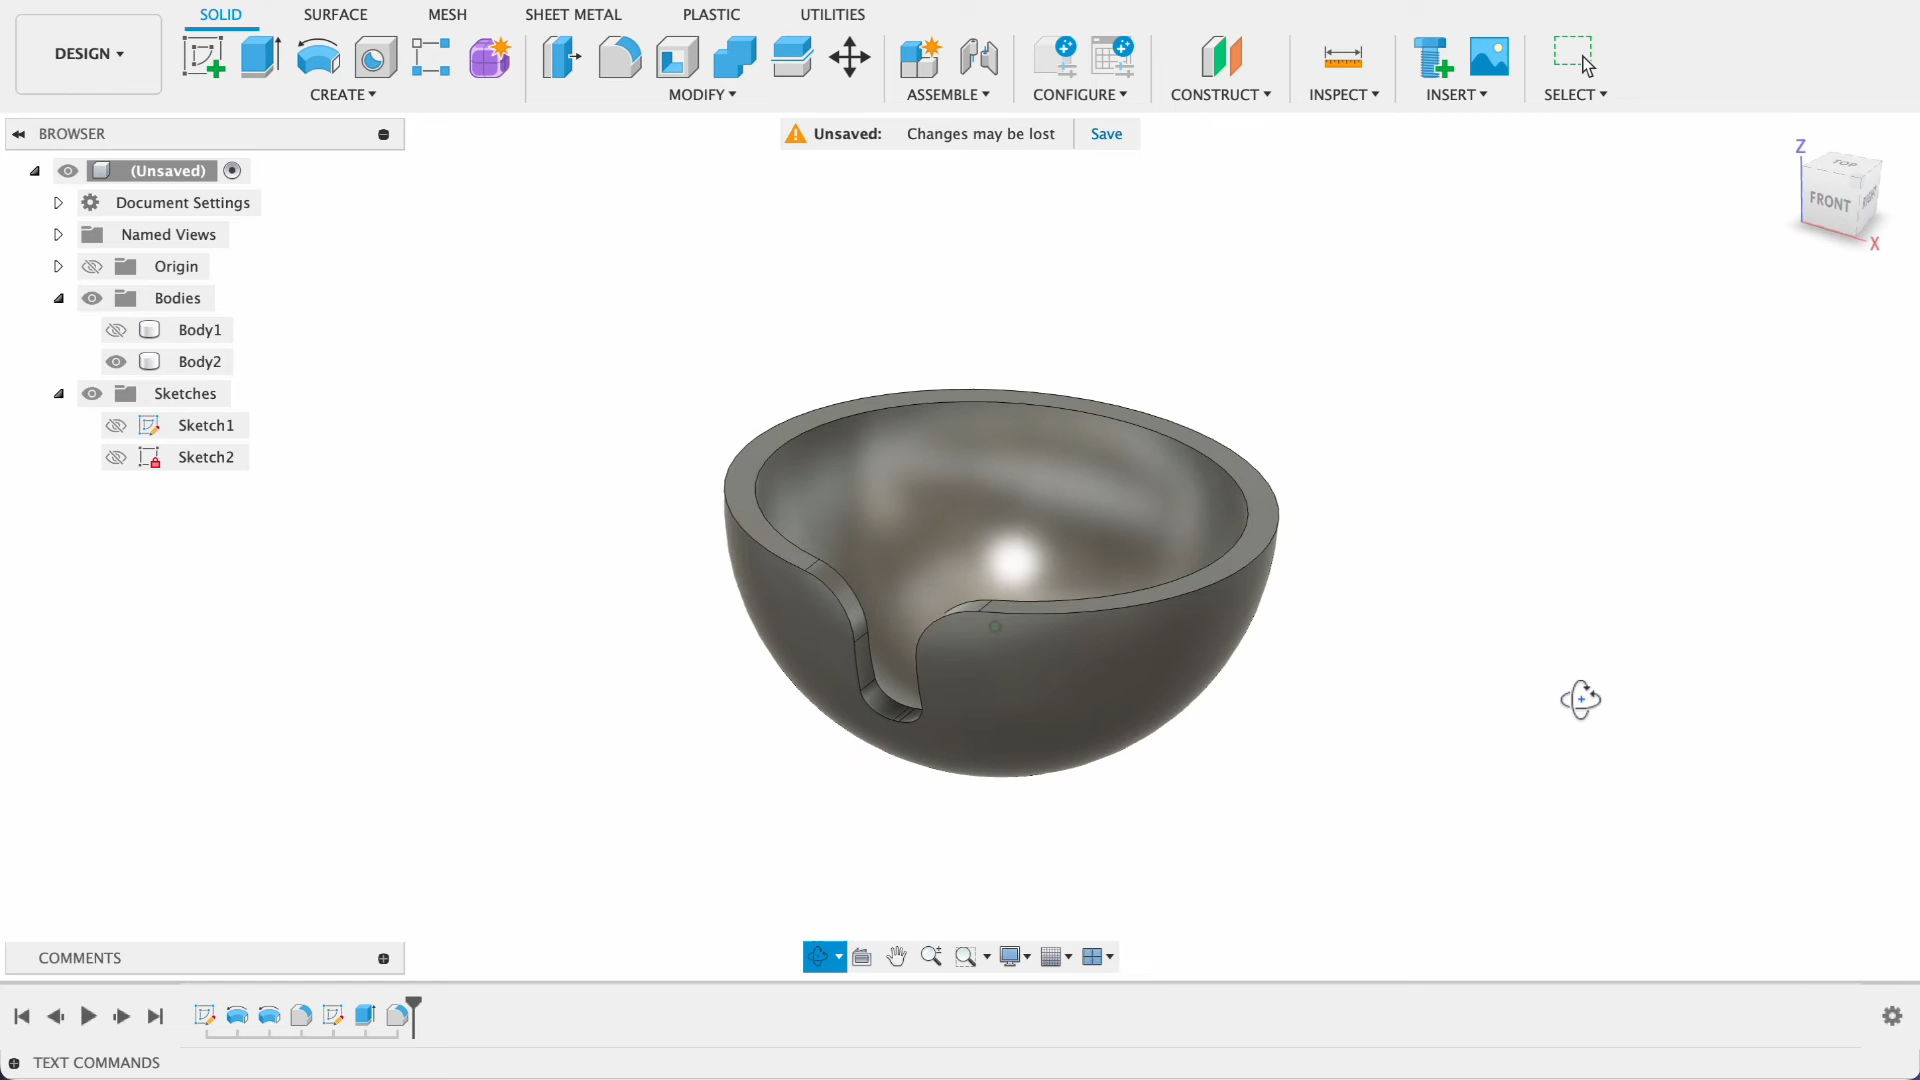 SOLID SURFACE MESH SHEET METAL PLASTIC UTILITIES
DESIGN
CREATE MODIFY ASSEMBLE CONFIGURE CONSTRUCT INSPECT INSERT SELECT
BROWSER
Unsaved: Changes may be lost Save
(Unsaved)
Document Settings
Named Views
Origin
Bodies
Body1
Body2
Sketches
Sketch1
Sketch2
Z
TOP
FRONT
RIGHT
X
COMMENTS
TEXT COMMANDS